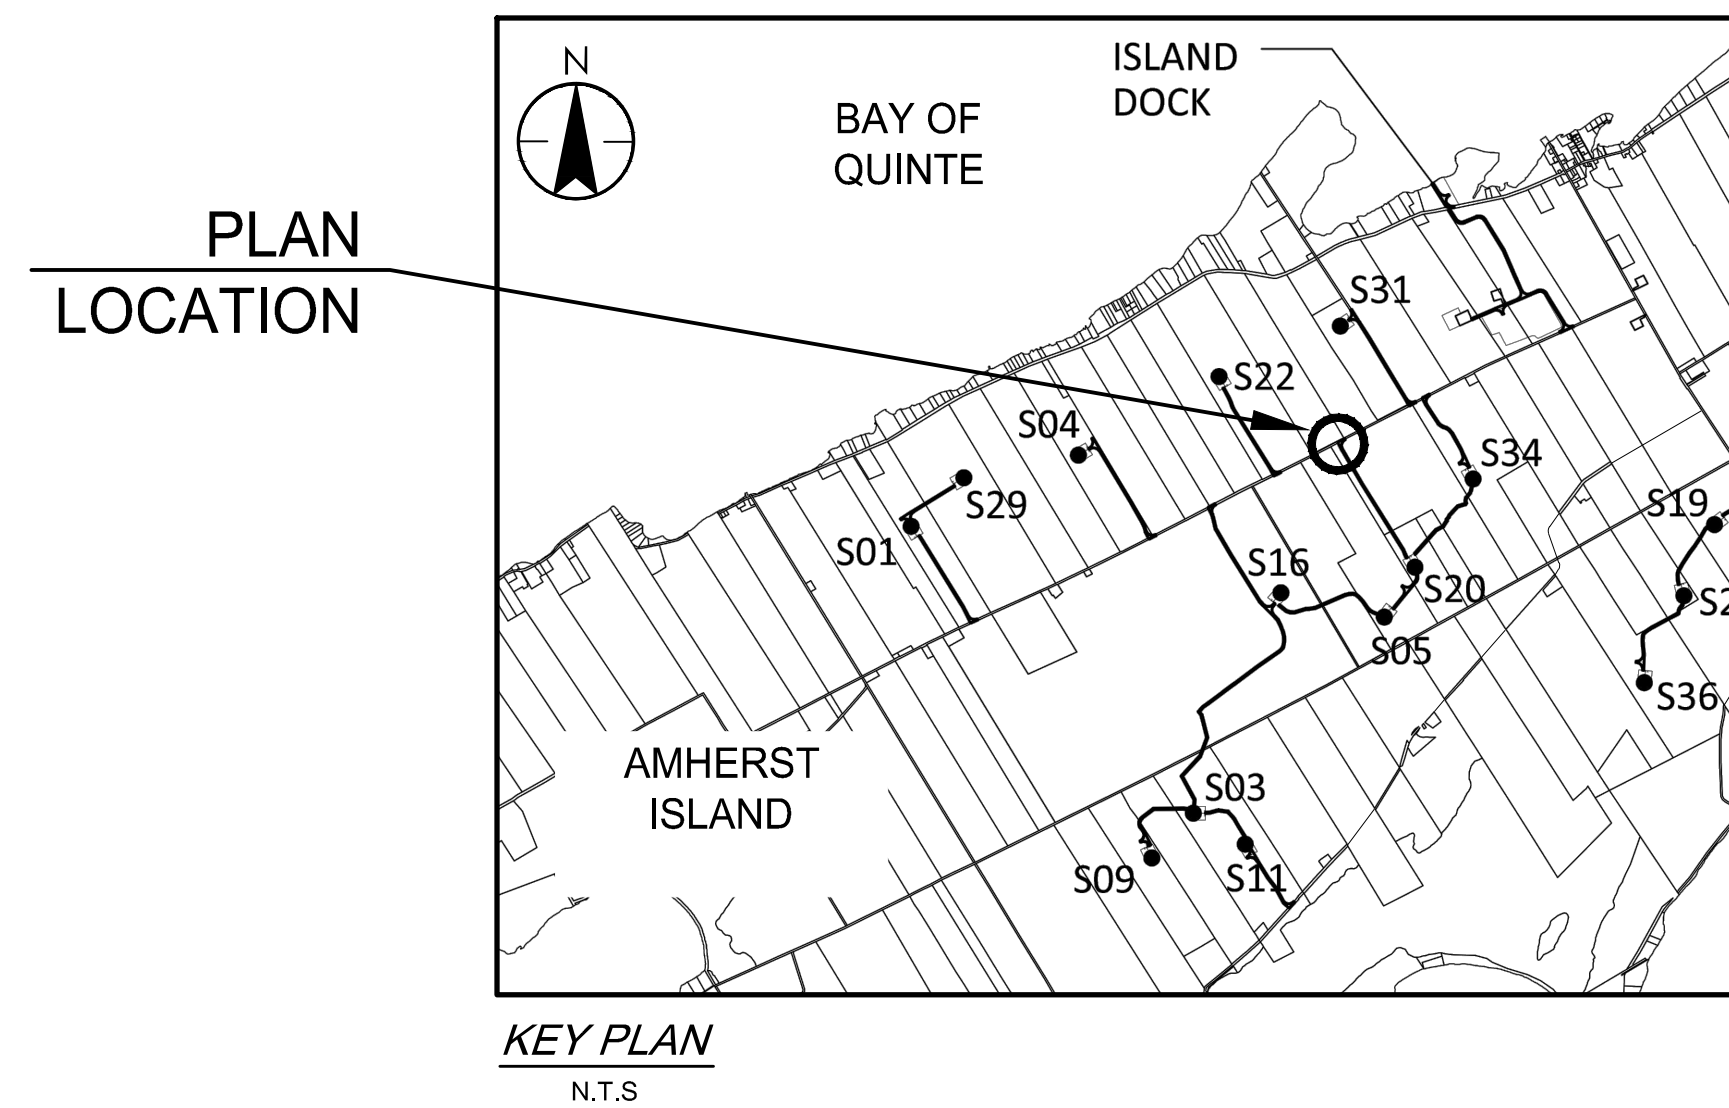 N
BAY OF
QUINTE
ISLAND
DOCK
PLAN
LOCATION
S31
S22
S04
S34
S29
S19
S01
S16
S20
S05
S36
AMHERST
ISLAND
S03
S09
S11
KEY PLAN
N.T.S